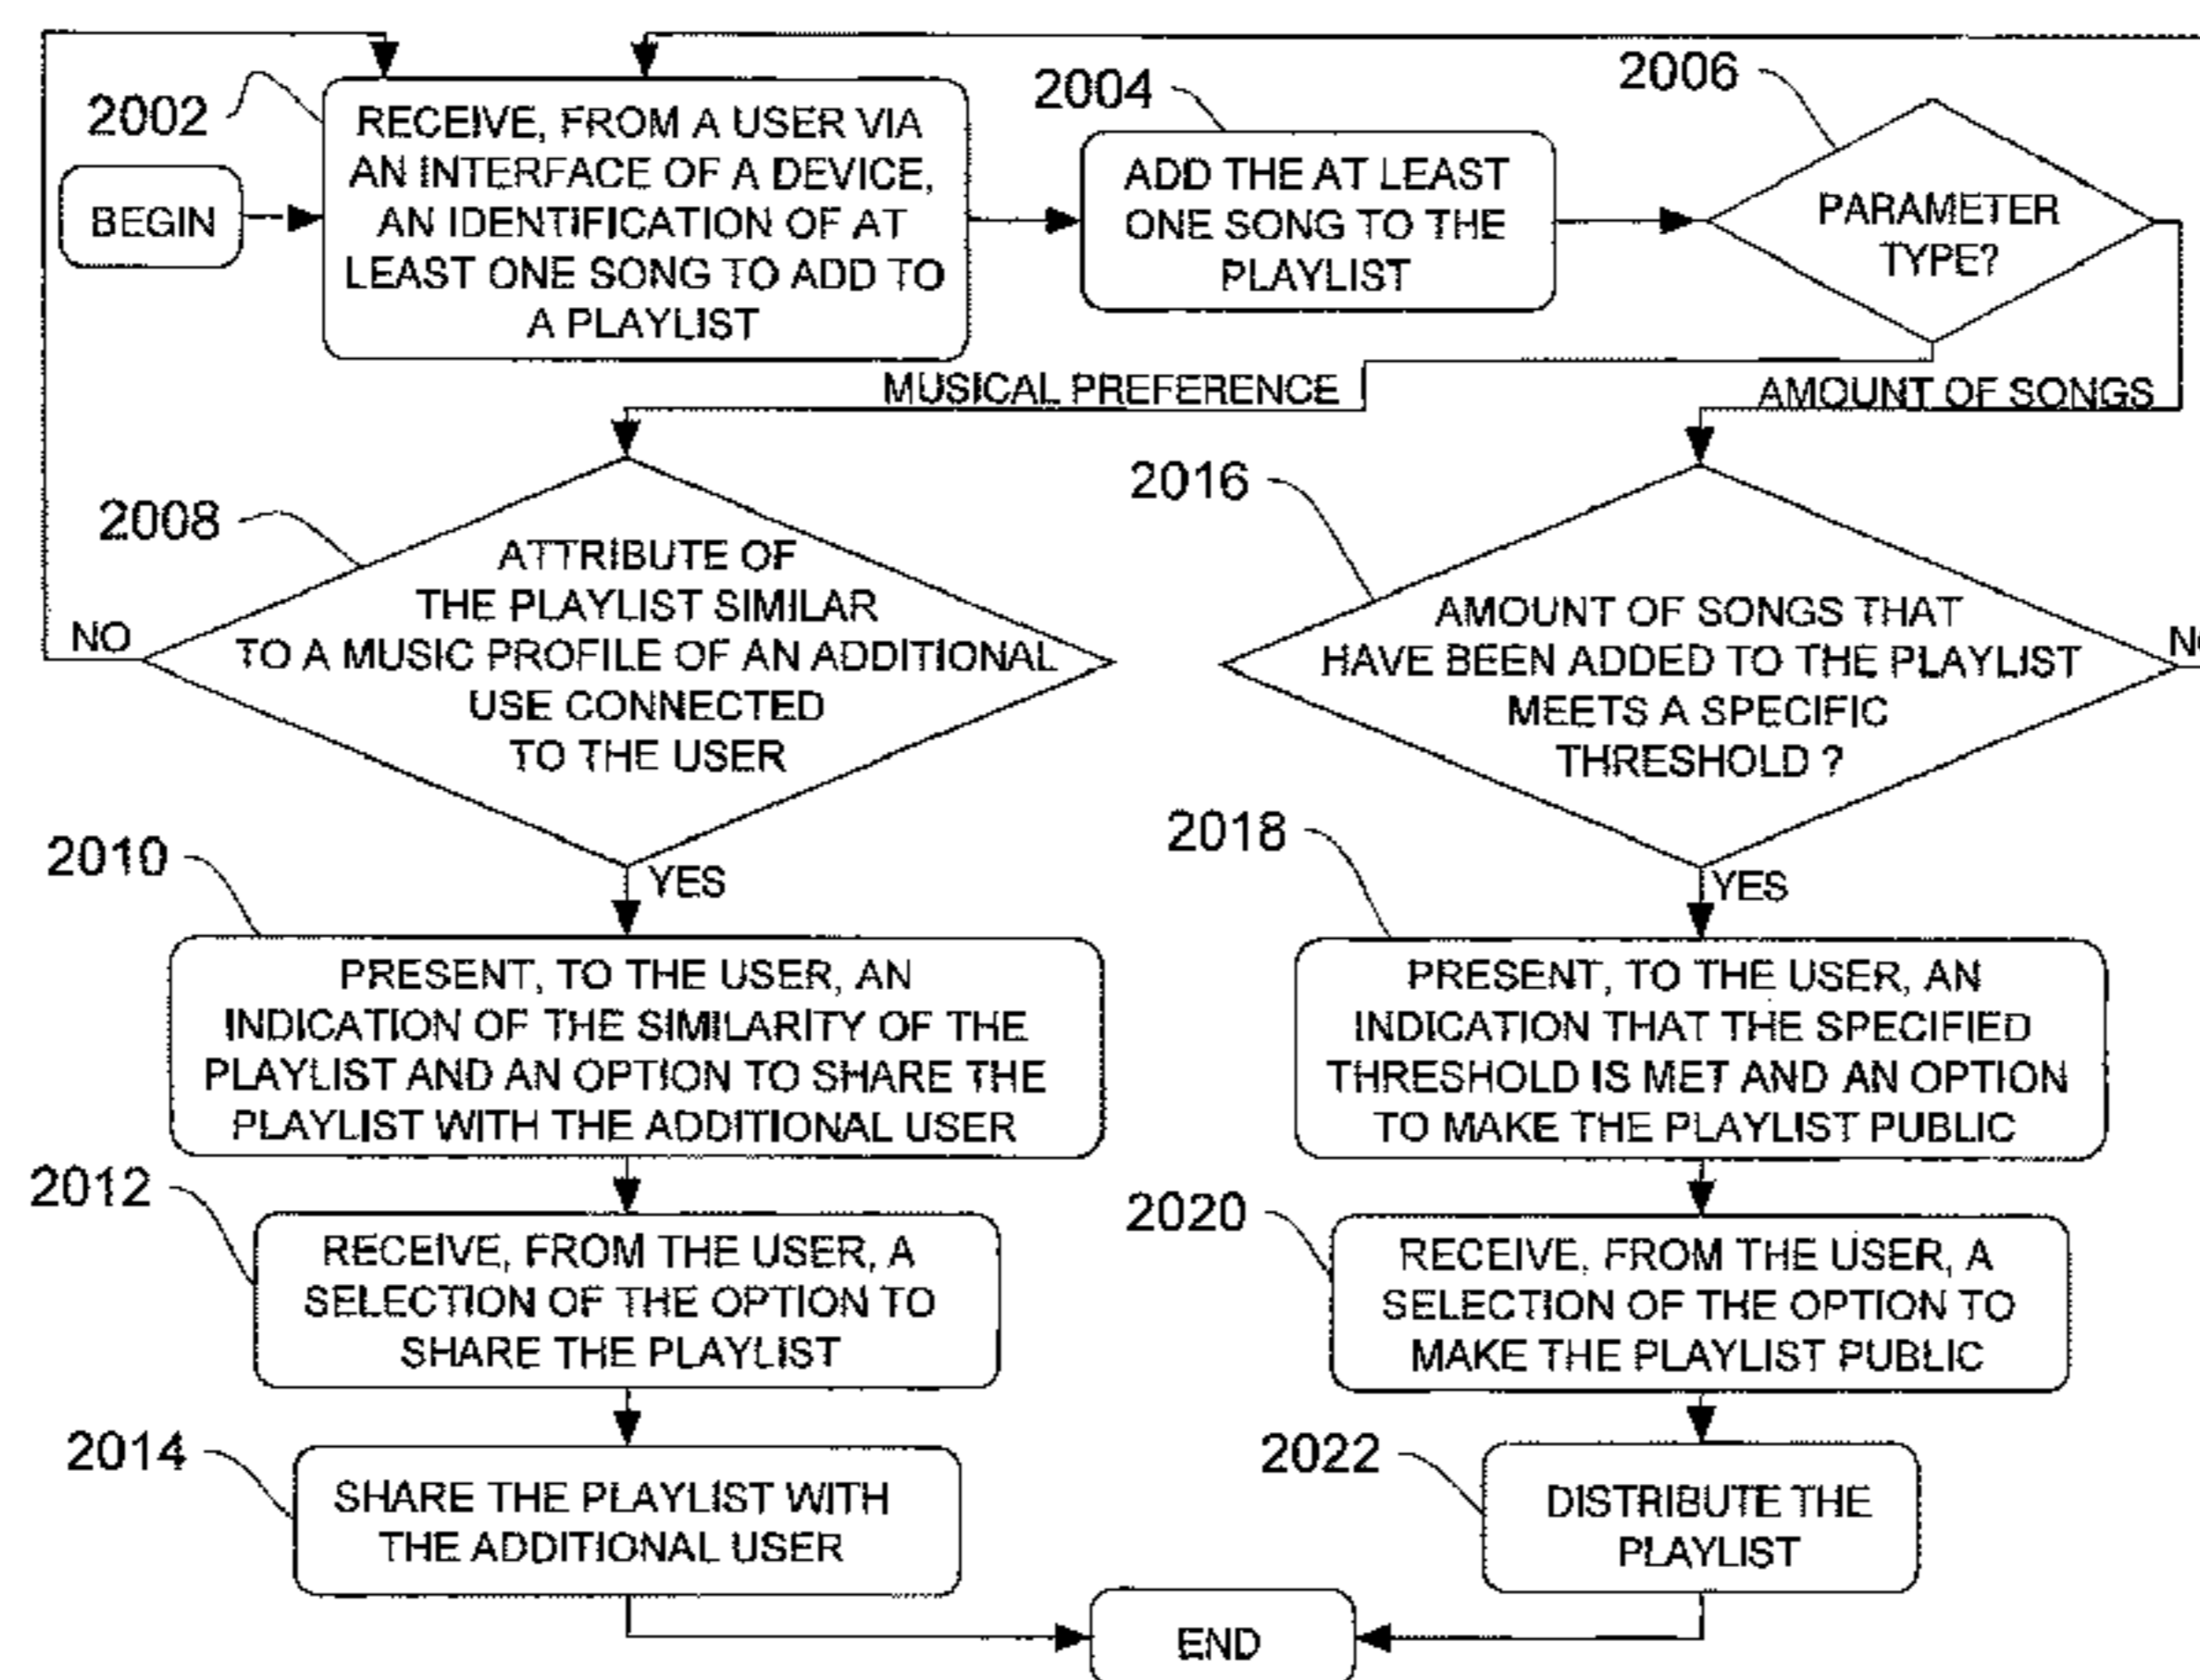 2002
RECEIVE, FROM A USER VIA
AN INTERFACE OF A DEVICE,
AN IDENTIFICATION OF AT
LEAST ONE SONG TO ADD TO
A PLAYLIST
BEGIN
2004
ADD THE AT LEAST
ONE SONG TO THE
PLAYLIST
2006
PARAMETER
TYPE?
MUSICAL PREFERENCE
AMOUNT OF SONGS
2008
ATTRIBUTE OF
THE PLAYLIST SIMILAR
TO A MUSIC PROFILE OF AN ADDITIONAL
USE CONNECTED
TO THE USER
NO
YES
2016
AMOUNT OF SONGS THAT
HAVE BEEN ADDED TO THE PLAYLIST
MEETS A SPECIFIC
THRESHOLD ?
YES
2010
PRESENT, TO THE USER, AN
INDICATION OF THE SIMILARITY OF THE
PLAYLIST AND AN OPTION TO SHARE THE
PLAYLIST WITH THE ADDITIONAL USER
2018
PRESENT, TO THE USER, AN
INDICATION THAT THE SPECIFIED
THRESHOLD IS MET AND AN OPTION
TO MAKE THE PLAYLIST PUBLIC
2012
RECEIVE, FROM THE USER, A
SELECTION OF THE OPTION TO
SHARE THE PLAYLIST
2020
RECEIVE, FROM THE USER, A
SELECTION OF THE OPTION TO
MAKE THE PLAYLIST PUBLIC
2014
SHARE THE PLAYLIST WITH
THE ADDITIONAL USER
2022
DISTRIBUTE THE
PLAYLIST
END